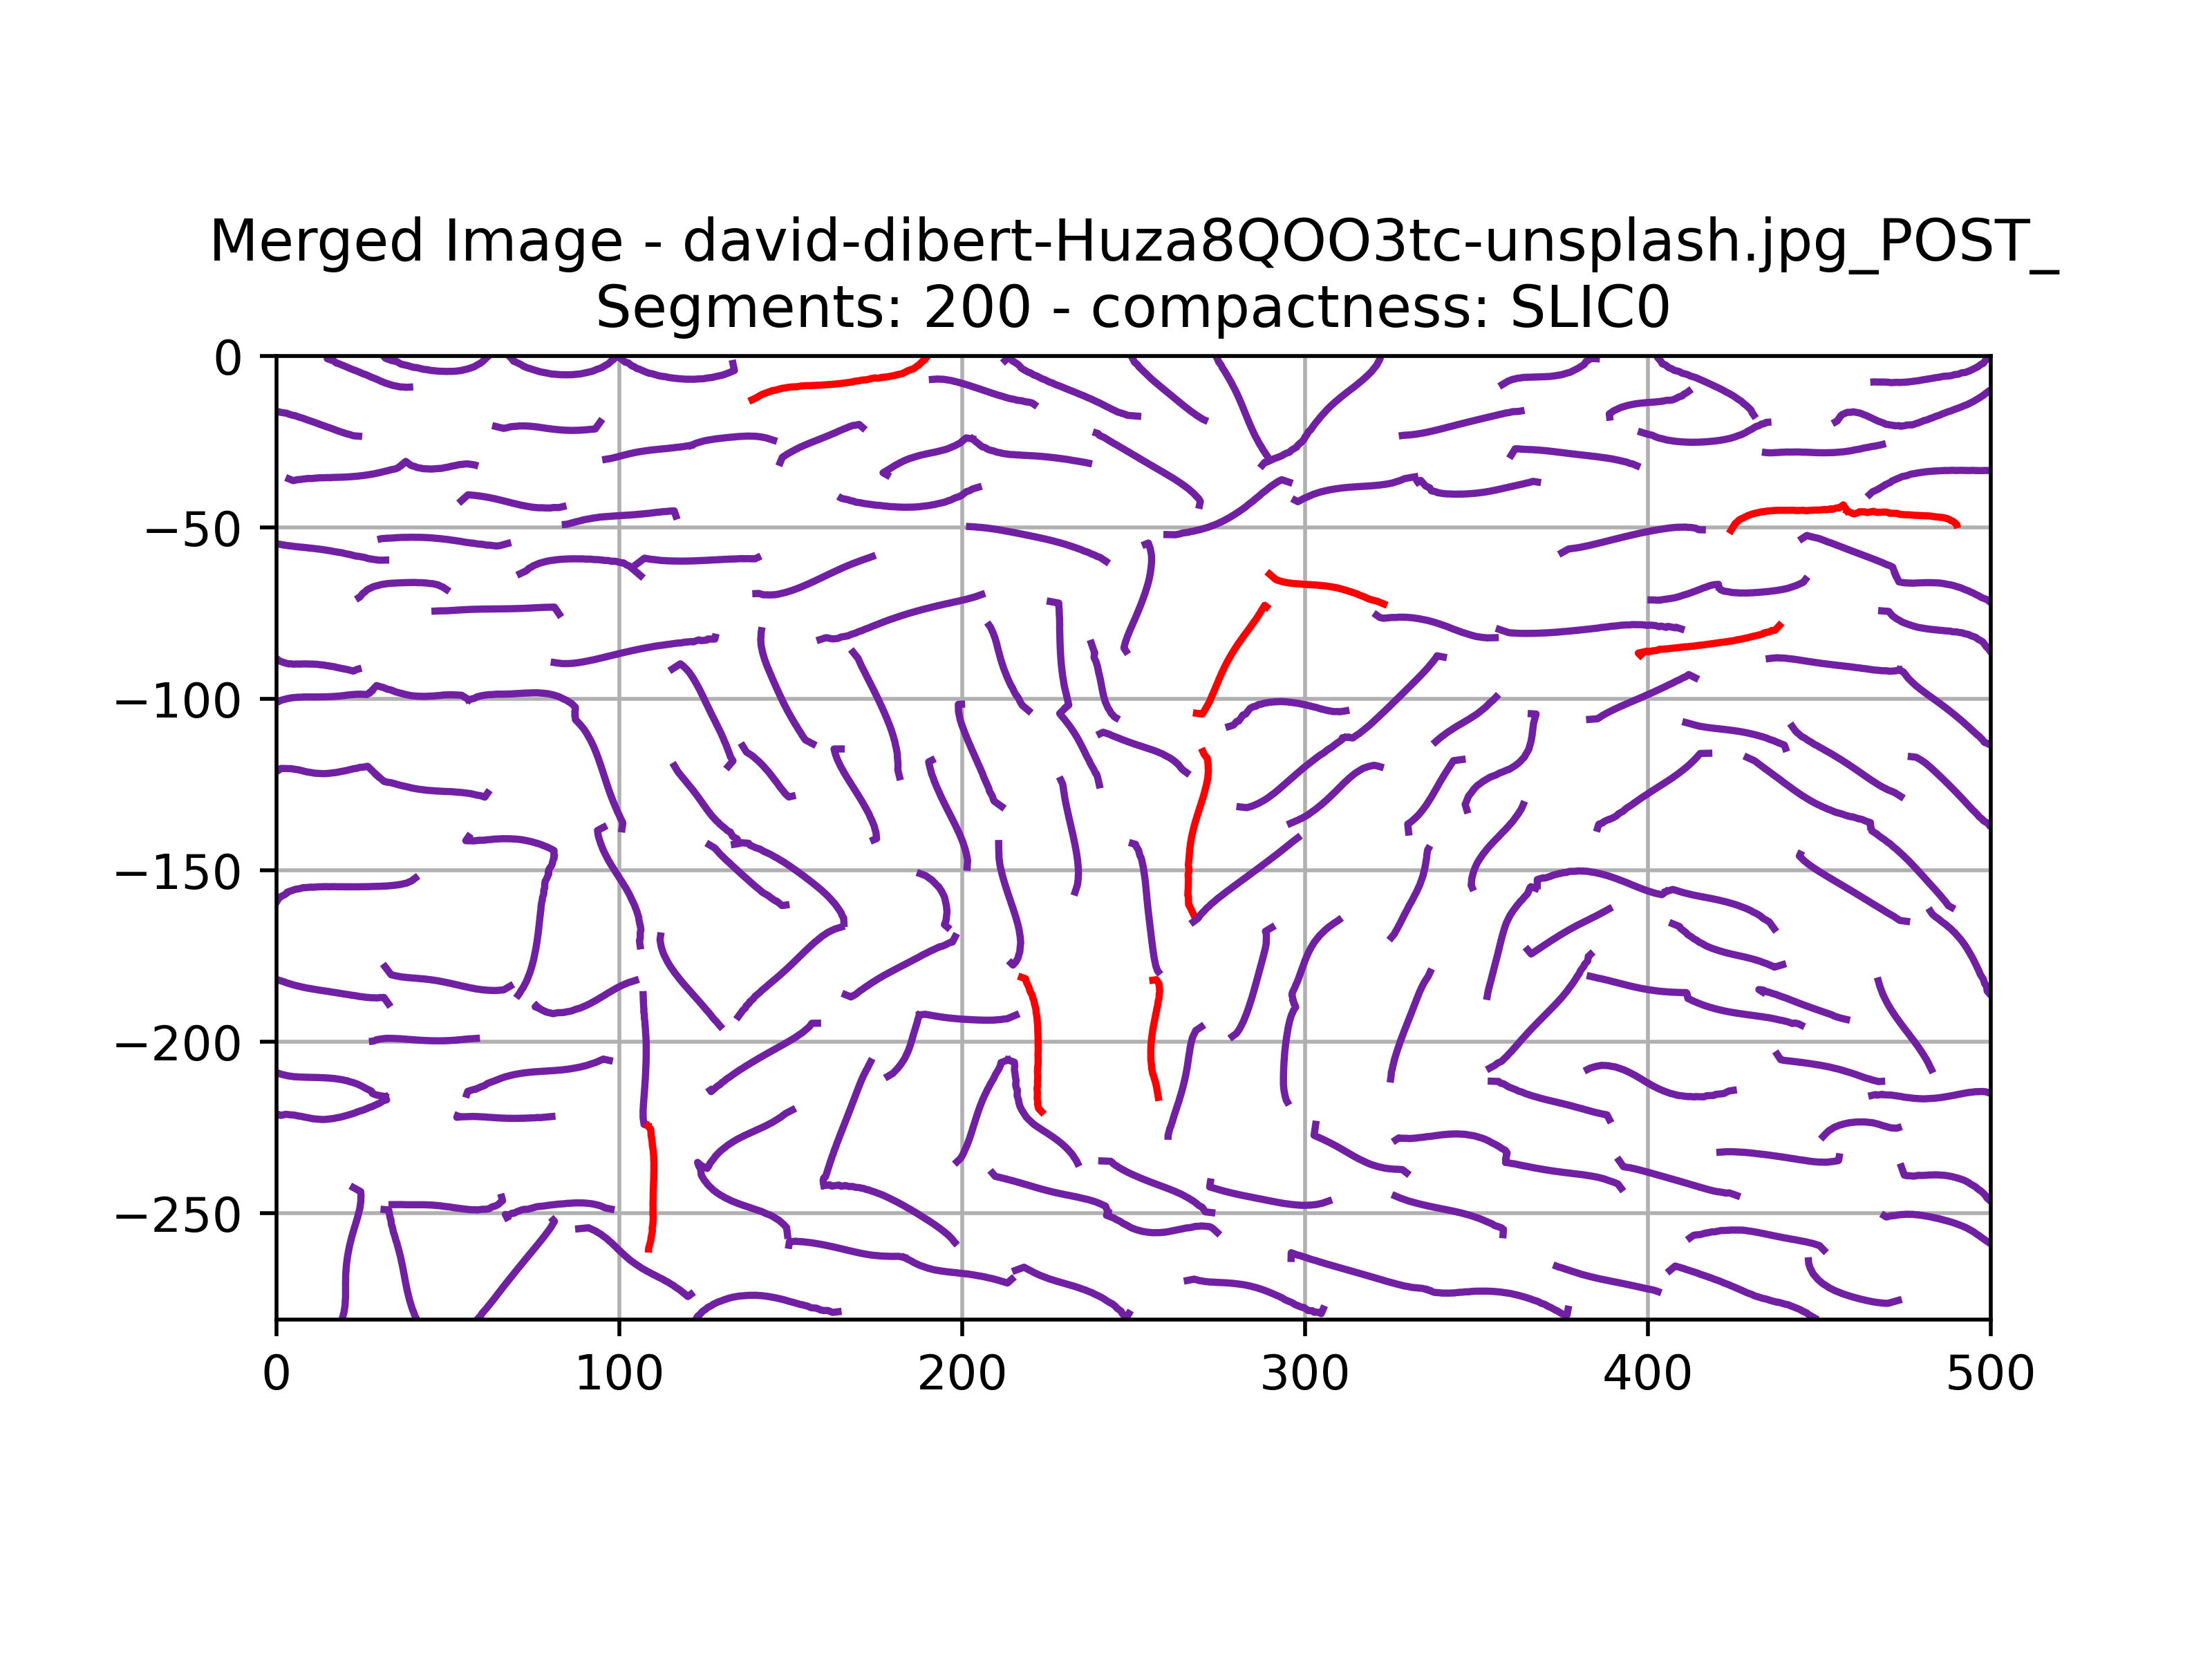 Merged Image - david-dibert-Huza8QOO3tc-unsplash.jpg_POST_
Segments: 200 - compactness: SLIC0
0
−50
−100
−150
−200
−250
0 100 200 300 400 500